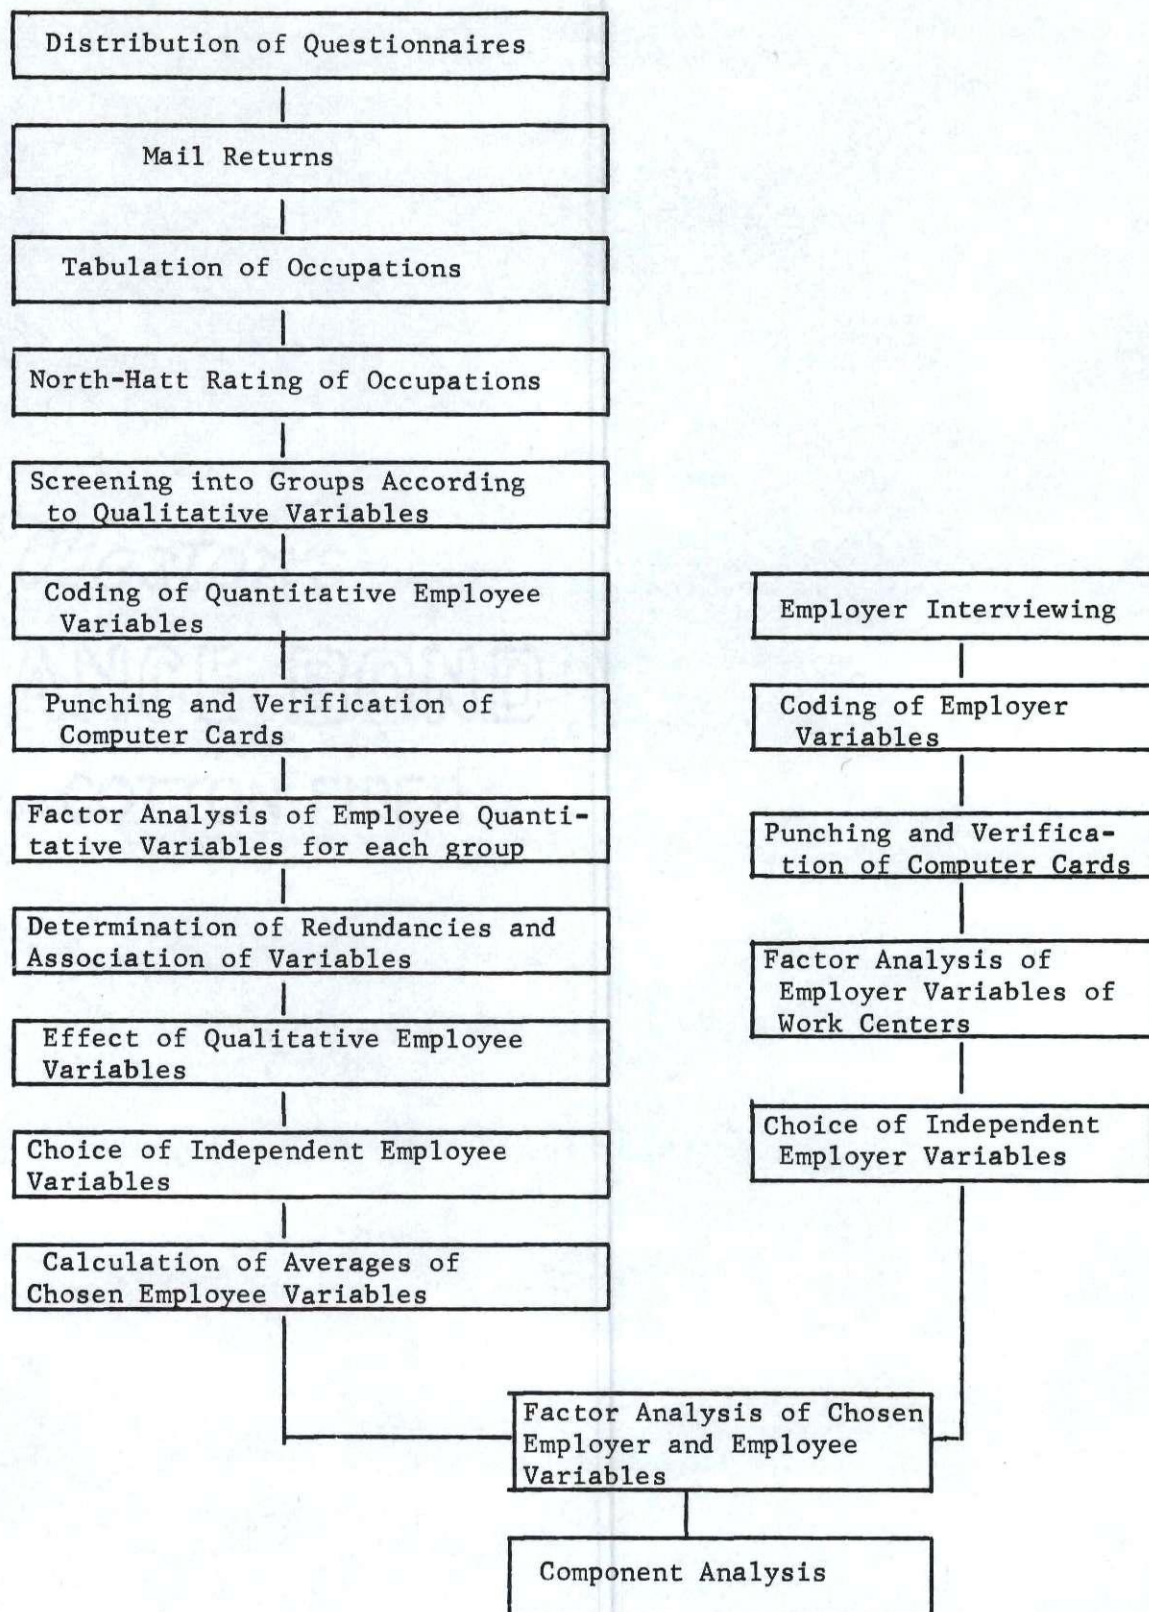 Distribution of Questionnaires
Mail Returns
Tabulation of Occupations
North-Hatt Rating of Occupations
Screening into Groups According
to Qualitative Variables
Coding of Quantitative Employee
Variables
Punching and Verification of
Computer Cards
Factor Analysis of Employee Quanti-
tative Variables for each group
Determination of Redundancies and
Association of Variables
Effect of Qualitative Employee
Variables
Choice of Independent Employee
Variables
Calculation of Averages of
Chosen Employee Variables
Employer Interviewing
Coding of Employer
Variables
Punching and Verifica-
tion of Computer Cards
Factor Analysis of
Employer Variables of
Work Centers
Choice of Independent
Employer Variables
Factor Analysis of Chosen
Employer and Employee
Variables
Component Analysis